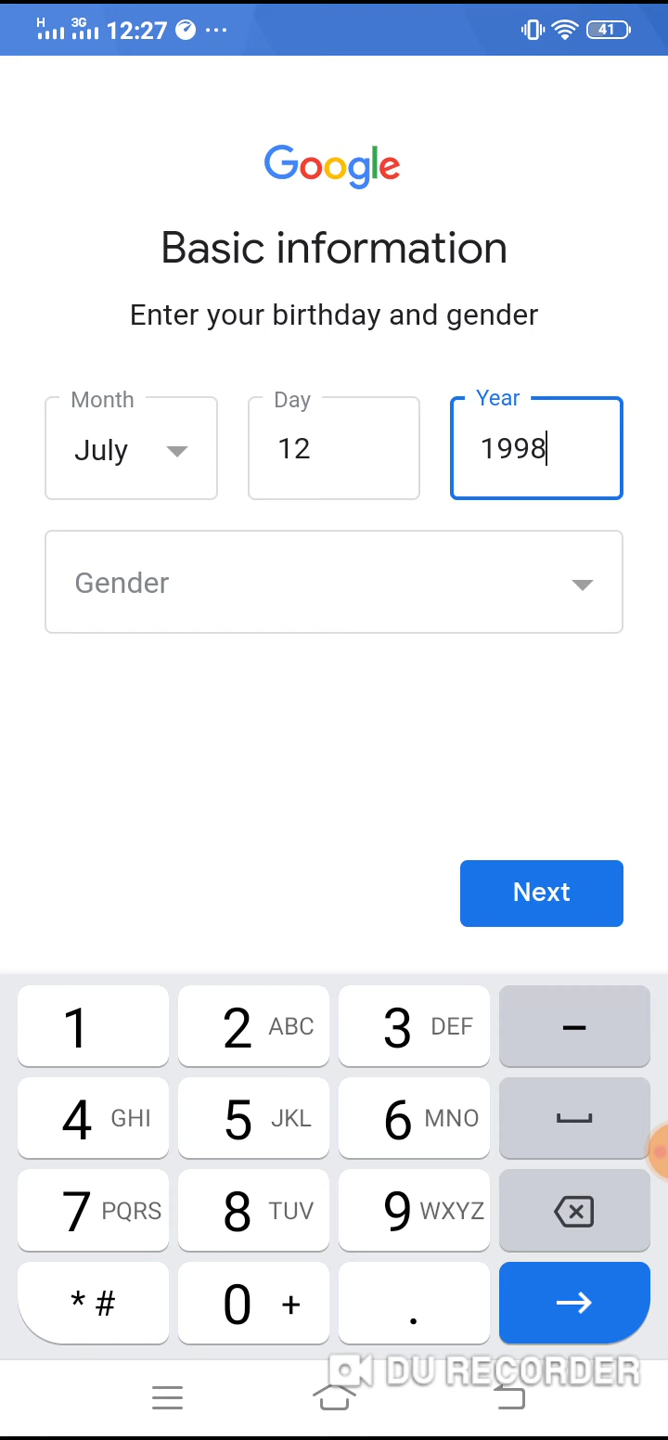 H 3G 12:27 ... 41
Google
Basic information
Enter your birthday and gender
Month Day Year
July 12 1998
Gender
Next
1 2 ABC 3 DEF –
4 GHI 5 JKL 6 MNO
7 PQRS 8 TUV 9 WXYZ
* # 0 + .
DU RECORDER